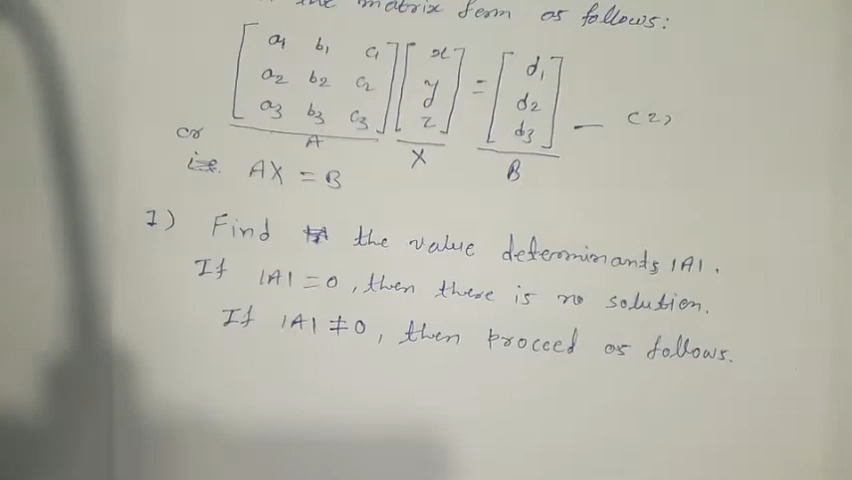 the matrix form as follows:
[a1 b1 c1] [x] = [d1]
[a2 b2 c2] [y] = [d2]
[a3 b3 c3] [z] = [d3] — (2)
A X B
or
i.e. AX = B
1) Find the value determinants |A|.
If |A| = 0, then there is no solution.
If |A| ≠ 0, then proceed as follows.